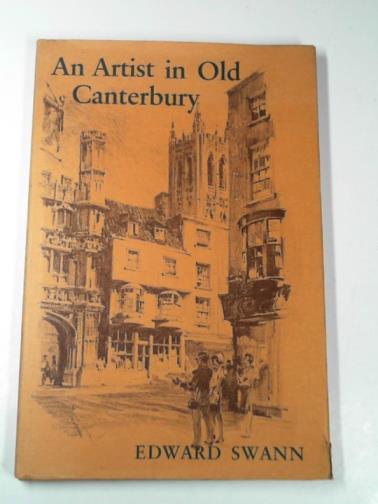 An Artist in Old
Canterbury
EDWARD SWANN